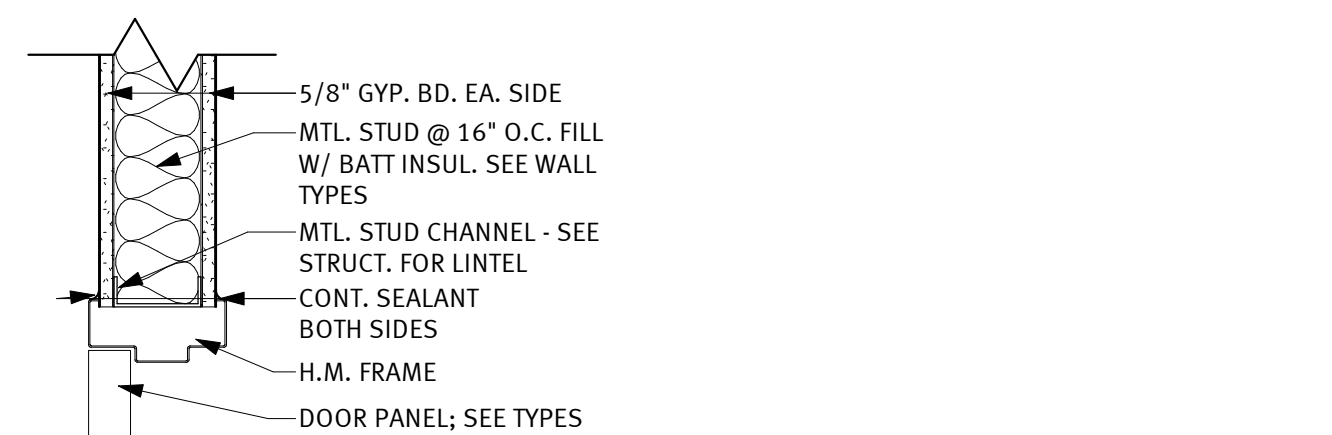 5/8" GYP. BD. EA. SIDE
MTL. STUD @ 16" O.C. FILL
W/ BATT INSUL. SEE WALL
TYPES
MTL. STUD CHANNEL - SEE
STRUCT. FOR LINTEL
CONT. SEALANT
BOTH SIDES
H.M. FRAME
DOOR PANEL; SEE TYPES